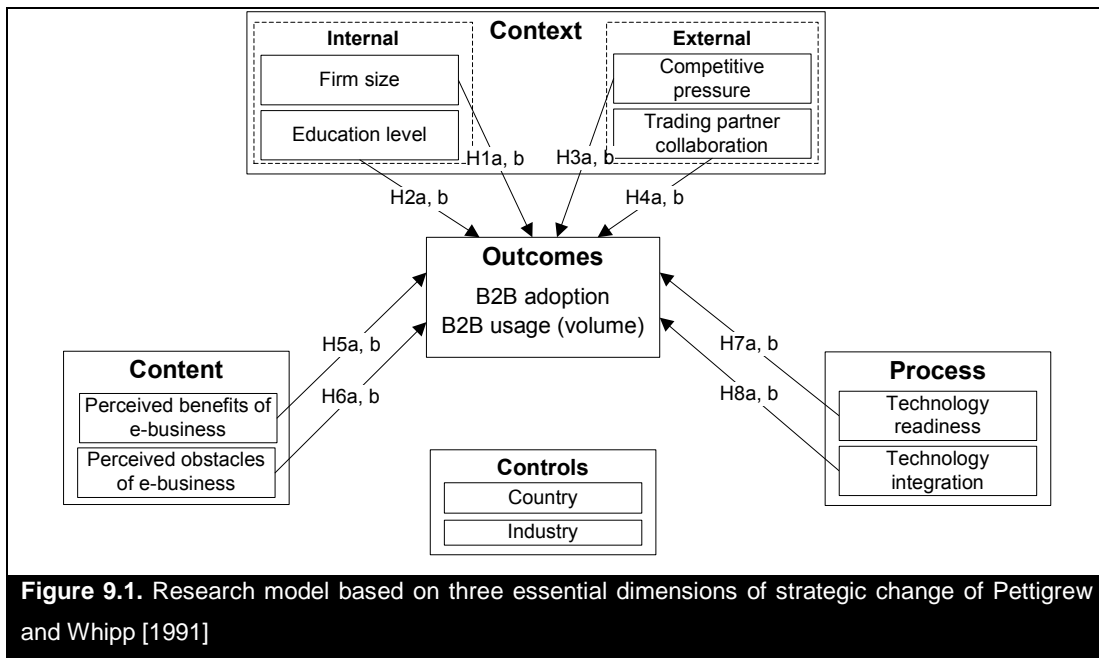 Context
Internal
Firm size
Education level
External
Competitive
pressure
Trading partner
collaboration
H1a, b
H3a, b
H2a, b
H4a, b
Outcomes
B2B adoption
B2B usage (volume)
H5a, b
H6a, b
H7a, b
H8a, b
Content
Perceived benefits of
e-business
Perceived obstacles
of e-business
Process
Technology
readiness
Technology
integration
Controls
Country
Industry
Figure 9.1. Research model based on three essential dimensions of strategic change of Pettigrew
and Whipp [1991]